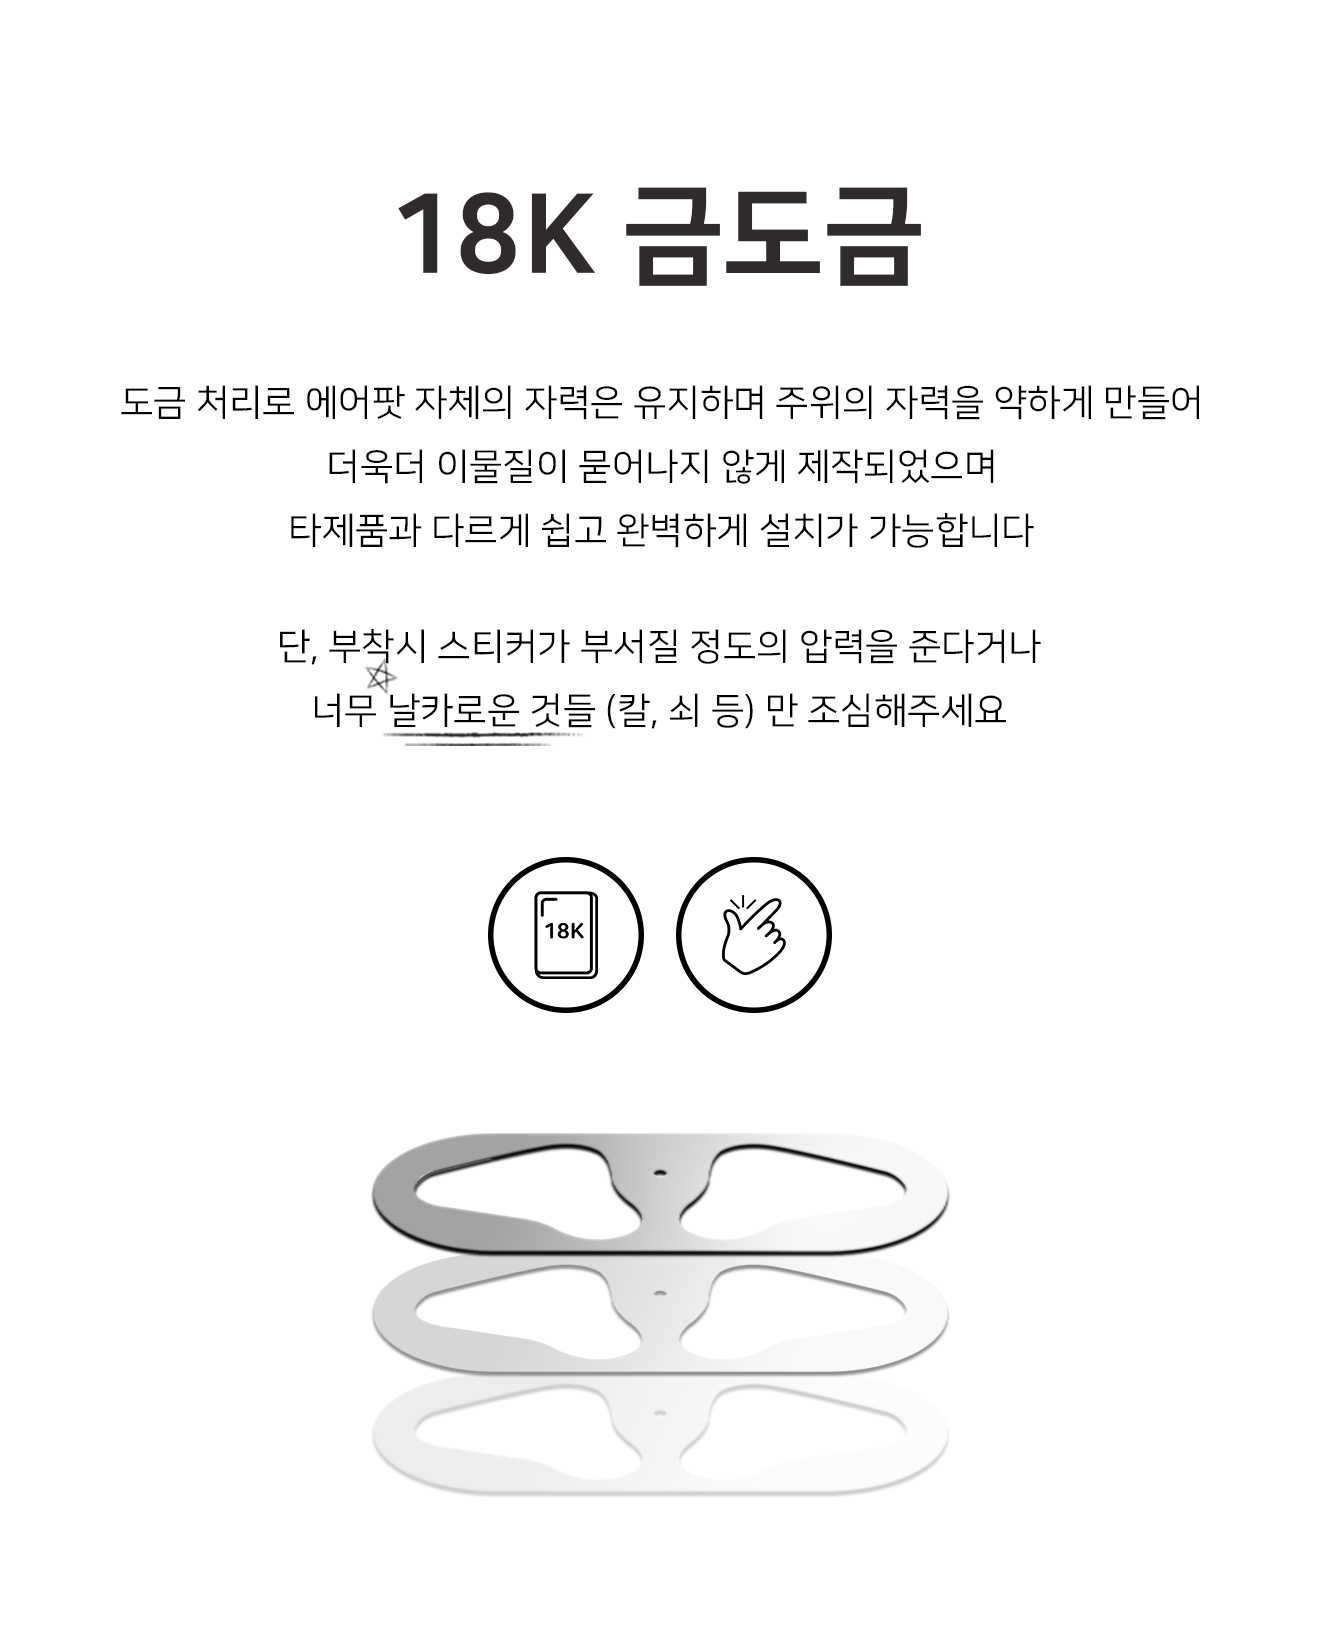 18K 금도금
도금 처리로 에어팟 자체의 자력은 유지하며 주위의 자력을 약하게 만들어
더욱더 이물질이 묻어나지 않게 제작되었으며
타제품과 다르게 쉽고 완벽하게 설치가 가능합니다
단, 부착시 스티커가 부서질 정도의 압력을 준다거나
너무 날카로운 것들 (칼, 쇠 등) 만 조심해주세요
18K